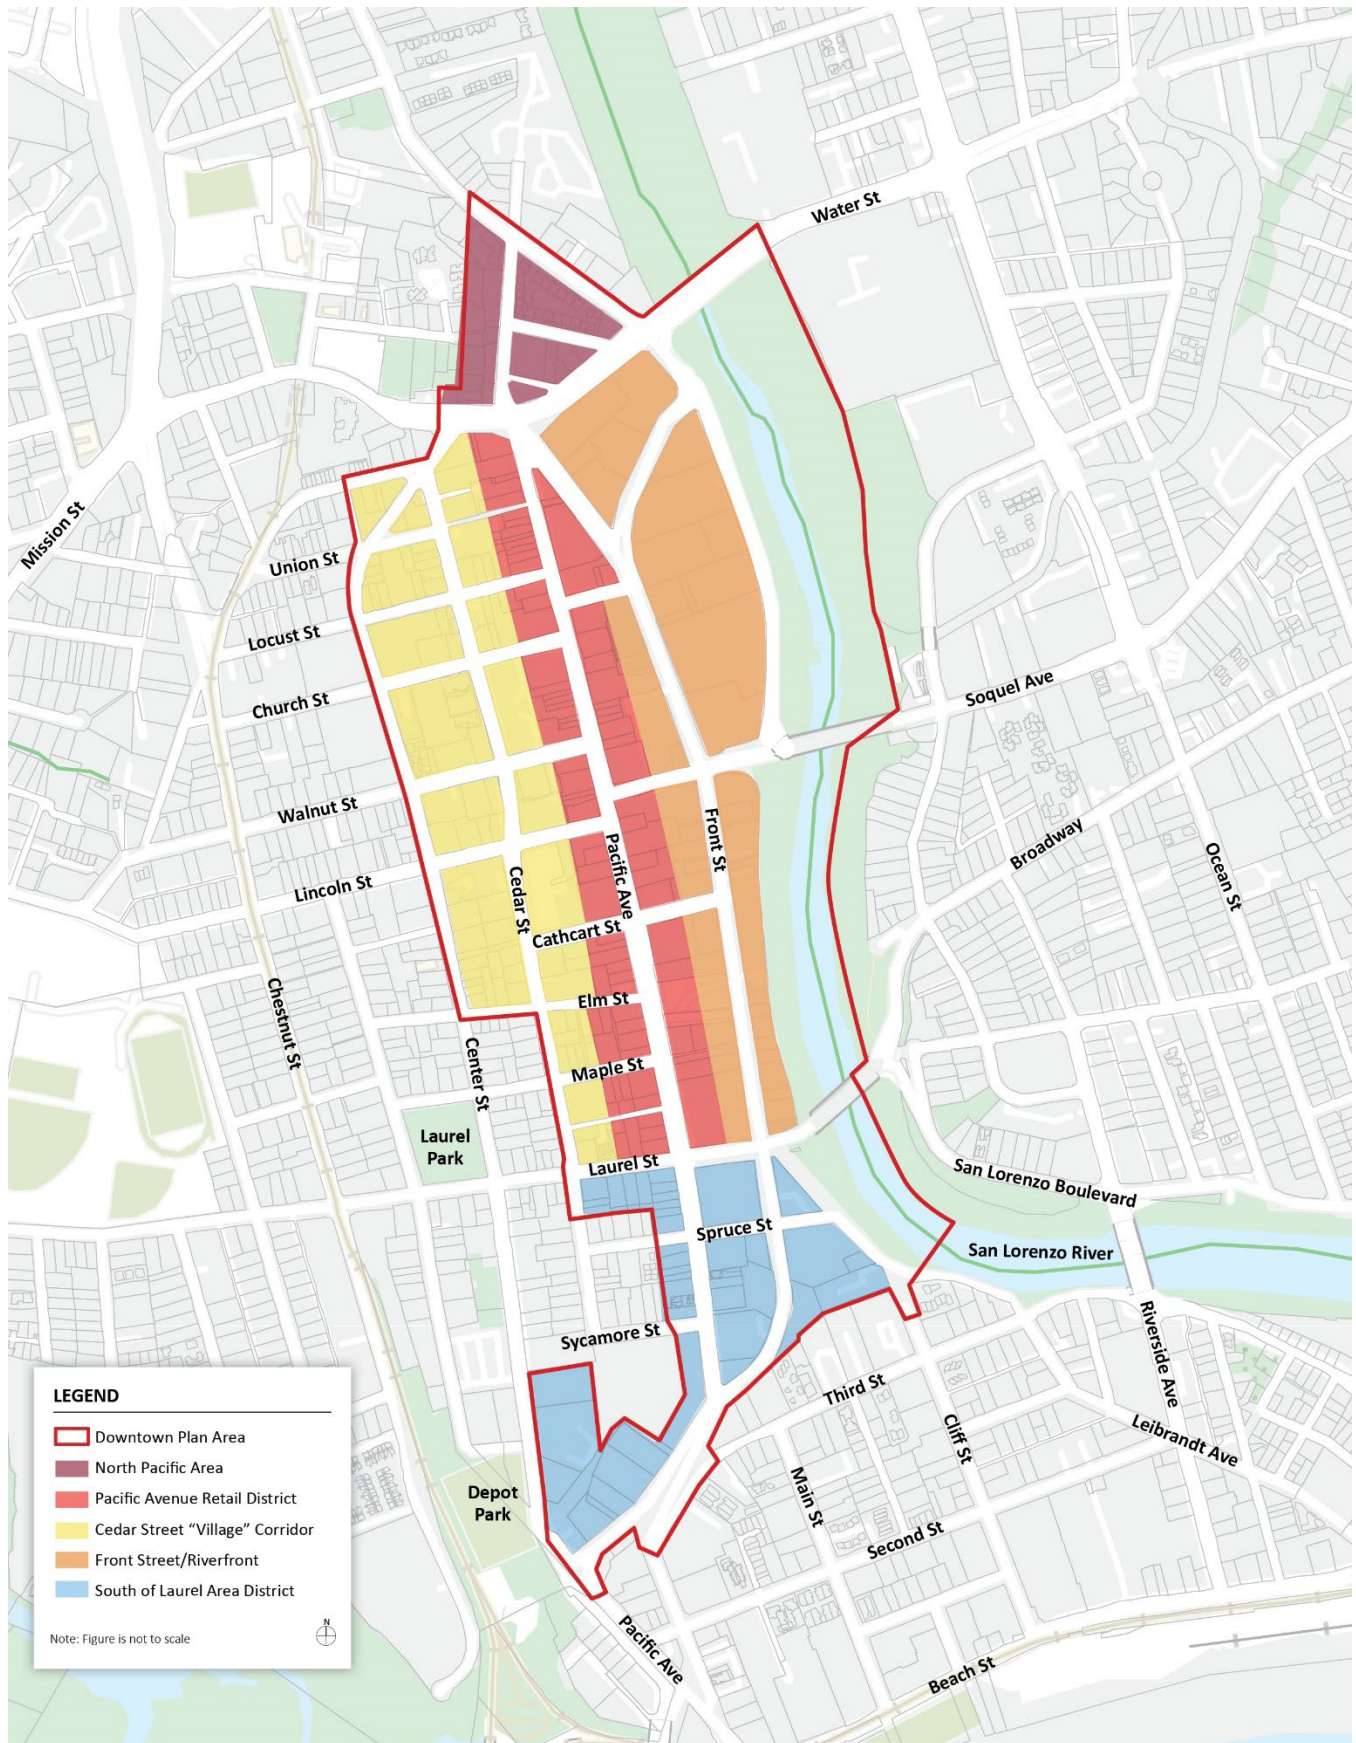 Water St
Mission St
Union St
Locust St
Church St
Soquel Ave
Walnut St
Broadway
Front St
Pacific Ave
Ocean St
Lincoln St
Cedar St
Cathcart St
Chestnut St
Elm St
Center St
Maple St
Laurel
Park
Laurel St
San Lorenzo Boulevard
Spruce St
San Lorenzo River
Riverside Ave
Sycamore St
Third St
Cliff St
Leibrandt Ave
Depot
Park
Main St
Second St
Pacific Ave
Beach St
LEGEND
Downtown Plan Area
North Pacific Area
Pacific Avenue Retail District
Cedar Street “Village” Corridor
Front Street/Riverfront
South of Laurel Area District
N
Note: Figure is not to scale